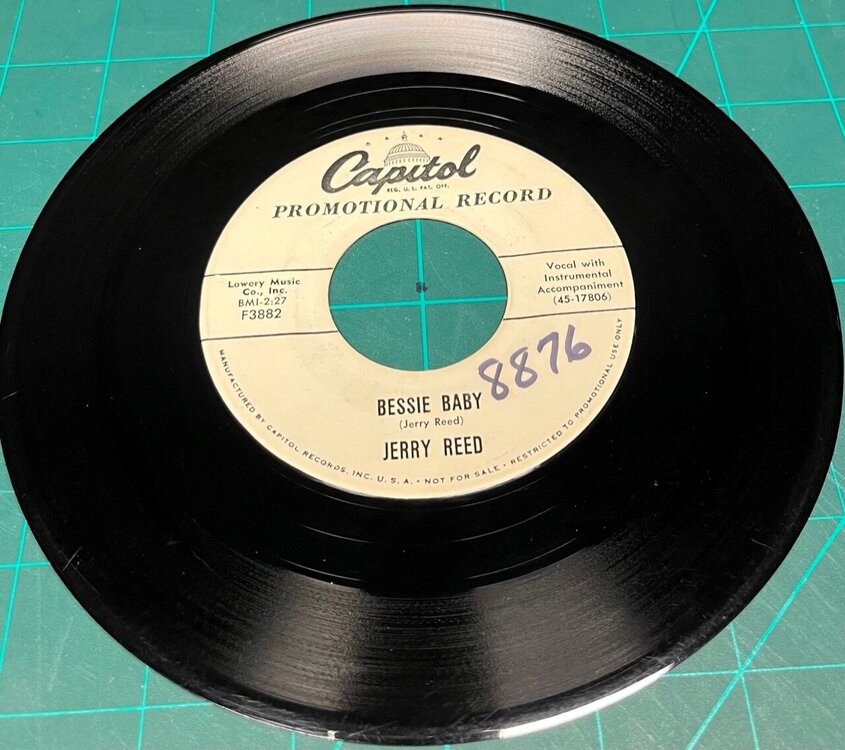 Capitol
REG. U.S. PAT. OFF.
PROMOTIONAL RECORD
Lowery Music
Co., Inc.
BMI-2:27
F3882
Vocal with
Instrumental
Accompaniment
(45-17806)
8876
BESSIE BABY
(Jerry Reed)
JERRY REED
MANUFACTURED BY CAPITOL RECORDS, INC. U.S.A. • NOT FOR SALE • RESTRICTED TO PROMOTIONAL USE ONLY